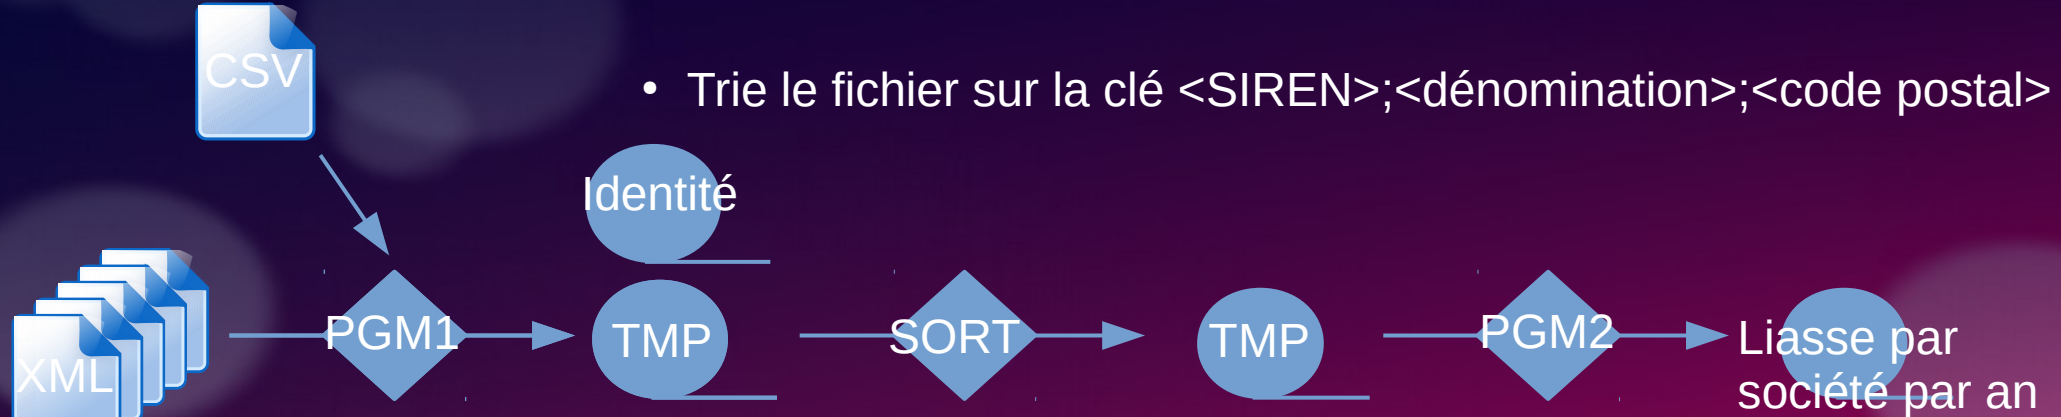 CSV
• Trie le fichier sur la clé <SIREN>;<dénomination>;<code postal>
Identité
XML
PGM1
TMP
SORT
TMP
PGM2
Liasse par
société par an